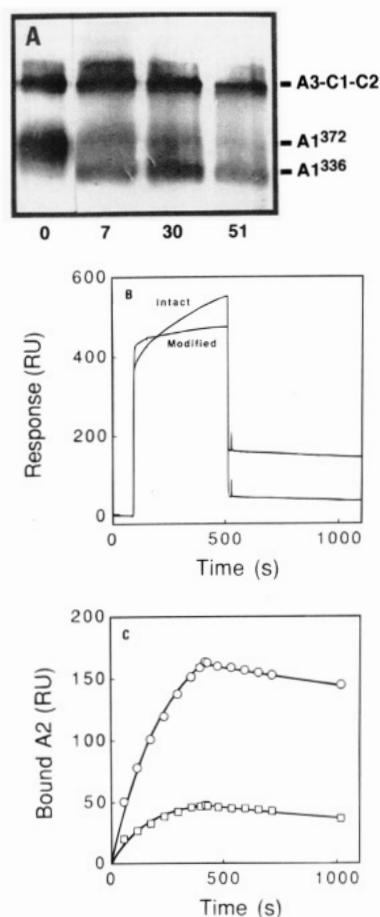 A
A3-C1-C2
A1³⁷²
A1³³⁶
0 7 30 51
B
600
400
200
0
Intact
Modified
Response (RU)
0 500 1000
Time (s)
C
200
150
100
50
0
Bound A2 (RU)
0 500 1000
Time (s)